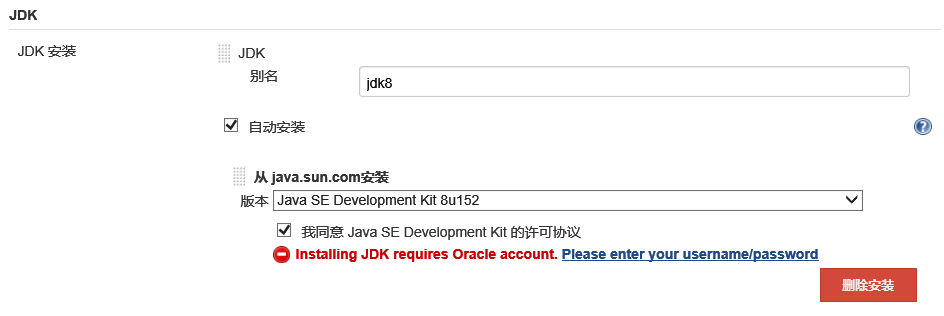 JDK
JDK 安装
JDK
别名
jdk8
自动安装
从 java.sun.com安装
版本 Java SE Development Kit 8u152
我同意 Java SE Development Kit 的许可协议
Installing JDK requires Oracle account. Please enter your username/password
删除安装